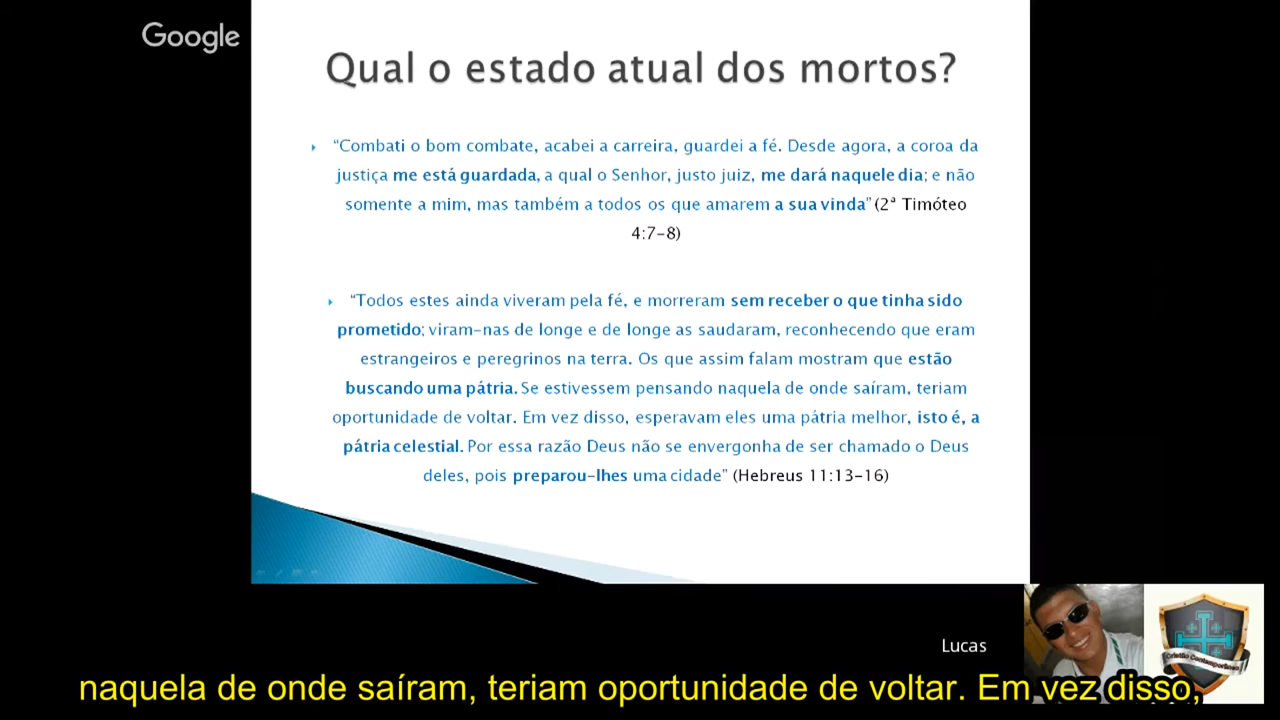 Google
Qual o estado atual dos mortos?
“Combati o bom combate, acabei a carreira, guardei a fé. Desde agora, a coroa da
justiça me está guardada, a qual o Senhor, justo juiz, me dará naquele dia; e não
somente a mim, mas também a todos os que amarem a sua vinda” (2ª Timóteo
4:7-8)
“Todos estes ainda viveram pela fé, e morreram sem receber o que tinha sido
prometido; viram-nas de longe e de longe as saudaram, reconhecendo que eram
estrangeiros e peregrinos na terra. Os que assim falam mostram que estão
buscando uma pátria. Se estivessem pensando naquela de onde saíram, teriam
oportunidade de voltar. Em vez disso, esperavam eles uma pátria melhor, isto é, a
pátria celestial. Por essa razão Deus não se envergonha de ser chamado o Deus
deles, pois preparou-lhes uma cidade” (Hebreus 11:13-16)
Lucas
Cristão Contemporâneo
naquela de onde saíram, teriam oportunidade de voltar. Em vez disso,